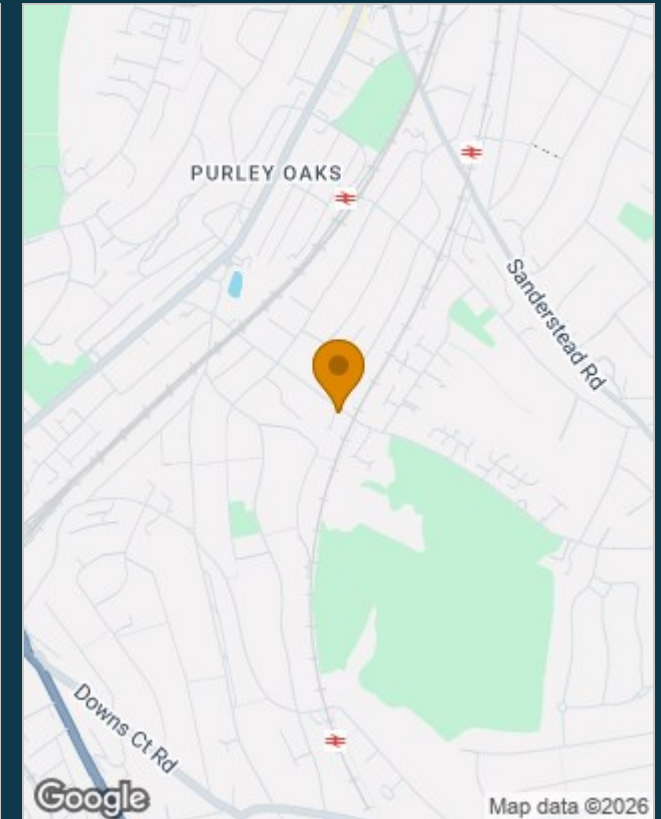 PURLEY OAKS
Sanderstead Rd
Downs Ct Rd
Google
Map data ©2026